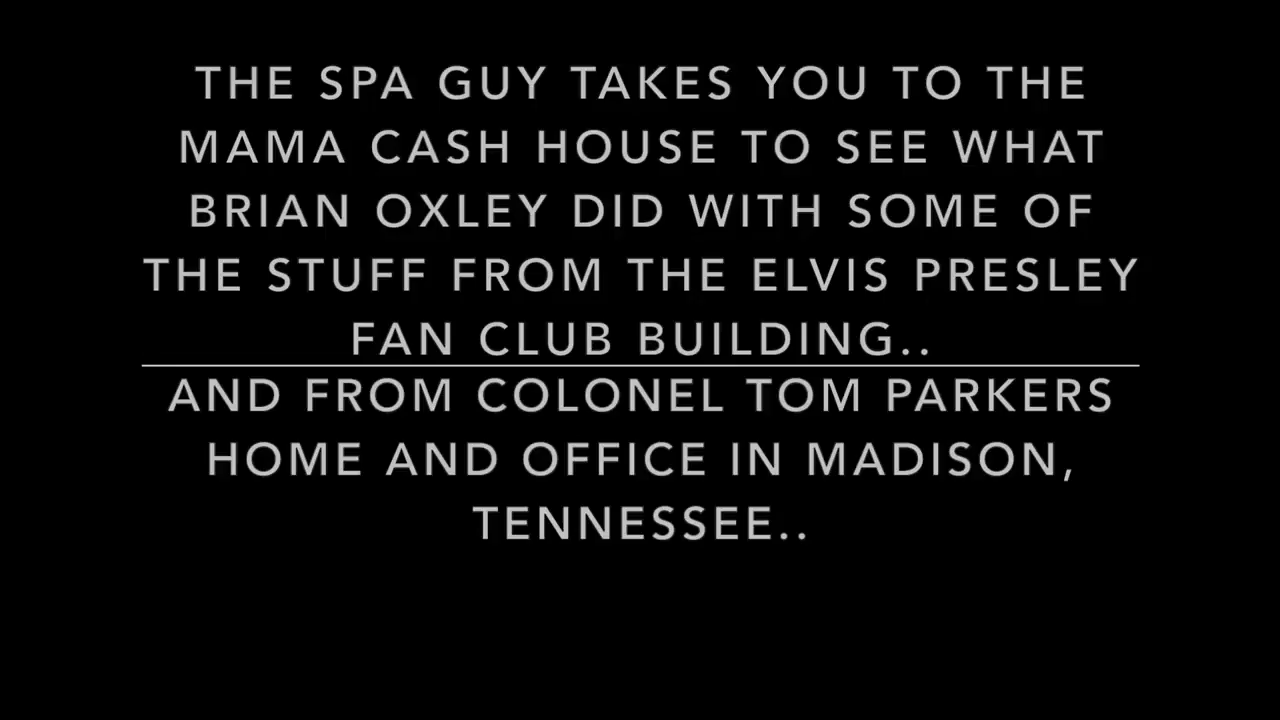 THE SPA GUY TAKES YOU TO THE
MAMA CASH HOUSE TO SEE WHAT
BRIAN OXLEY DID WITH SOME OF
THE STUFF FROM THE ELVIS PRESLEY
FAN CLUB BUILDING..
AND FROM COLONEL TOM PARKERS
HOME AND OFFICE IN MADISON,
TENNESSEE..